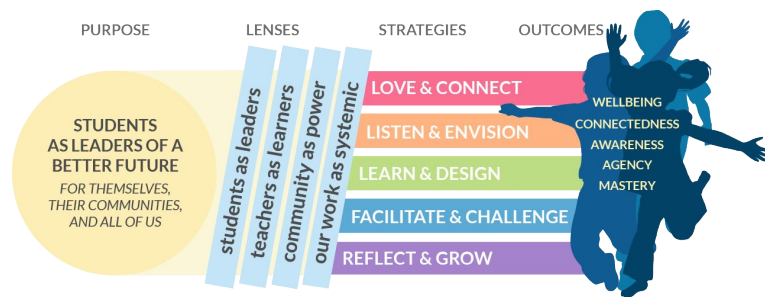 PURPOSE
LENSES
STRATEGIES
OUTCOMES
STUDENTS
AS LEADERS OF A
BETTER FUTURE
FOR THEMSELVES,
THEIR COMMUNITIES,
AND ALL OF US
students as leaders
teachers as learners
community as power
our work as systemic
LOVE & CONNECT
LISTEN & ENVISION
LEARN & DESIGN
FACILITATE & CHALLENGE
REFLECT & GROW
WELLBEING
CONNECTEDNESS
AWARENESS
AGENCY
MASTERY